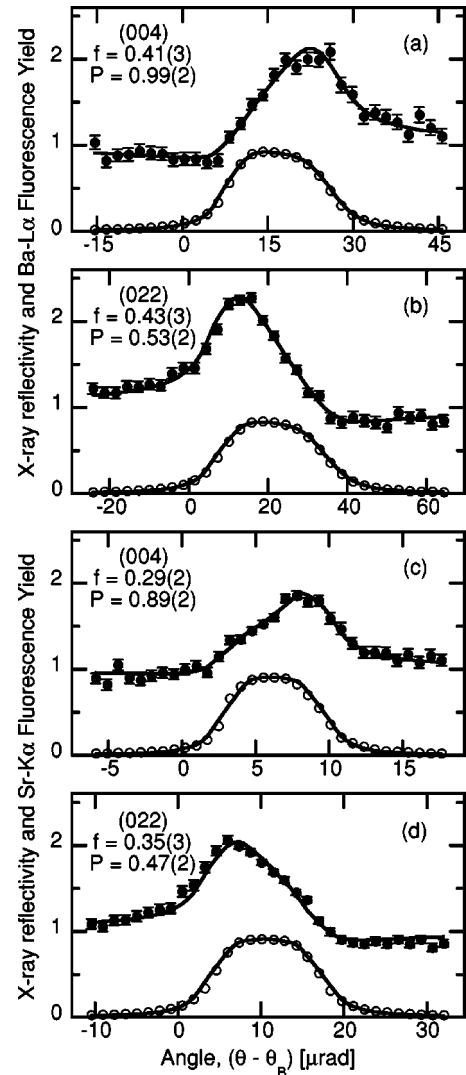 X-ray reflectivity and Ba-Lα Fluorescence Yield
(004)
f = 0.41(3)
P = 0.99(2)
(a)
2
1
0
-15 0 15 30 45
(022)
f = 0.43(3)
P = 0.53(2)
(b)
2
1
0
-20 0 20 40 60
X-ray reflectivity and Sr-Kα Fluorescence Yield
(004)
f = 0.29(2)
P = 0.89(2)
(c)
2
1
0
-5 0 5 10 15
(022)
f = 0.35(3)
P = 0.47(2)
(d)
2
1
0
-10 0 10 20 30
Angle, (θ - θB) [μrad]